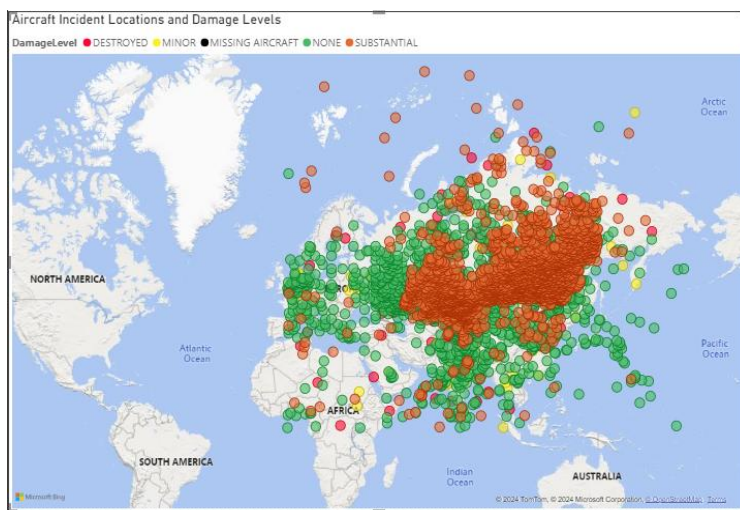 Aircraft Incident Locations and Damage Levels
DamageLevel DESTROYED MINOR MISSING AIRCRAFT NONE SUBSTANTIAL
Arctic
Ocean
NORTH AMERICA
Atlantic
Ocean
Pacific
Ocean
AFRICA
SOUTH AMERICA
Indian
Ocean
AUSTRALIA
Microsoft Bing
© 2024 TomTom, © 2024 Microsoft Corporation, © OpenStreetMap Terms